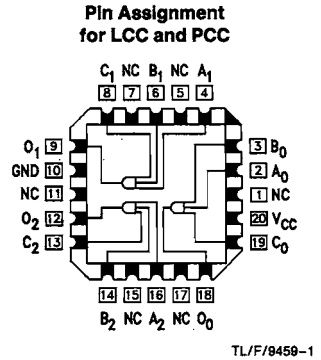 Pin Assignment
for LCC and PCC
C1 NC B1 NC A1
8 7 6 5 4
O1 9
GND 10
NC 11
O2 12
C2 13
3 B0
2 A0
1 NC
20 VCC
19 C0
14 15 16 17 18
B2 NC A2 NC O0
TL/F/9459-1